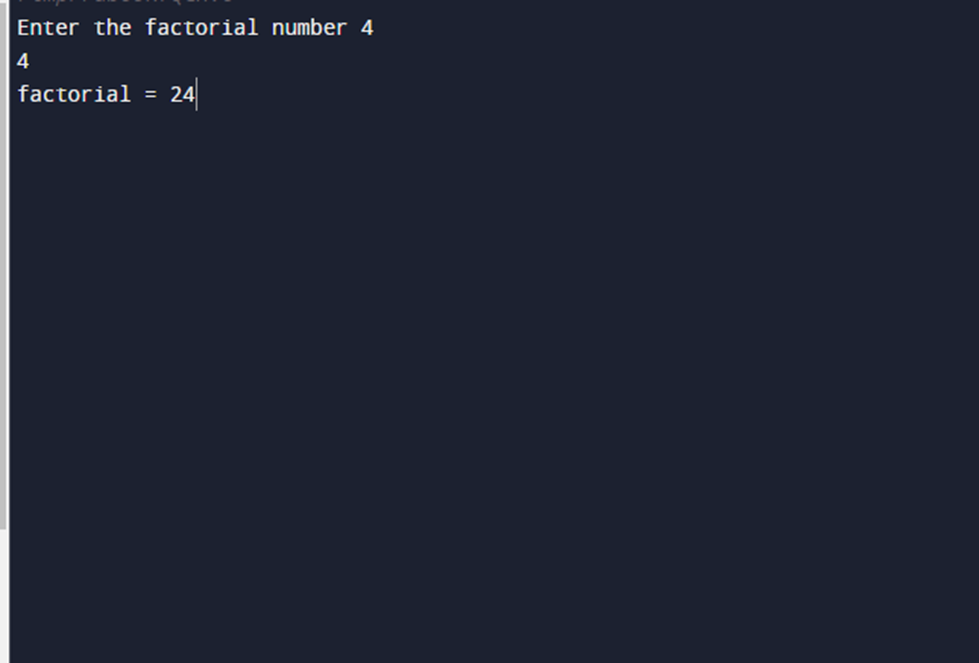 Enter the factorial number 4
4
factorial = 24